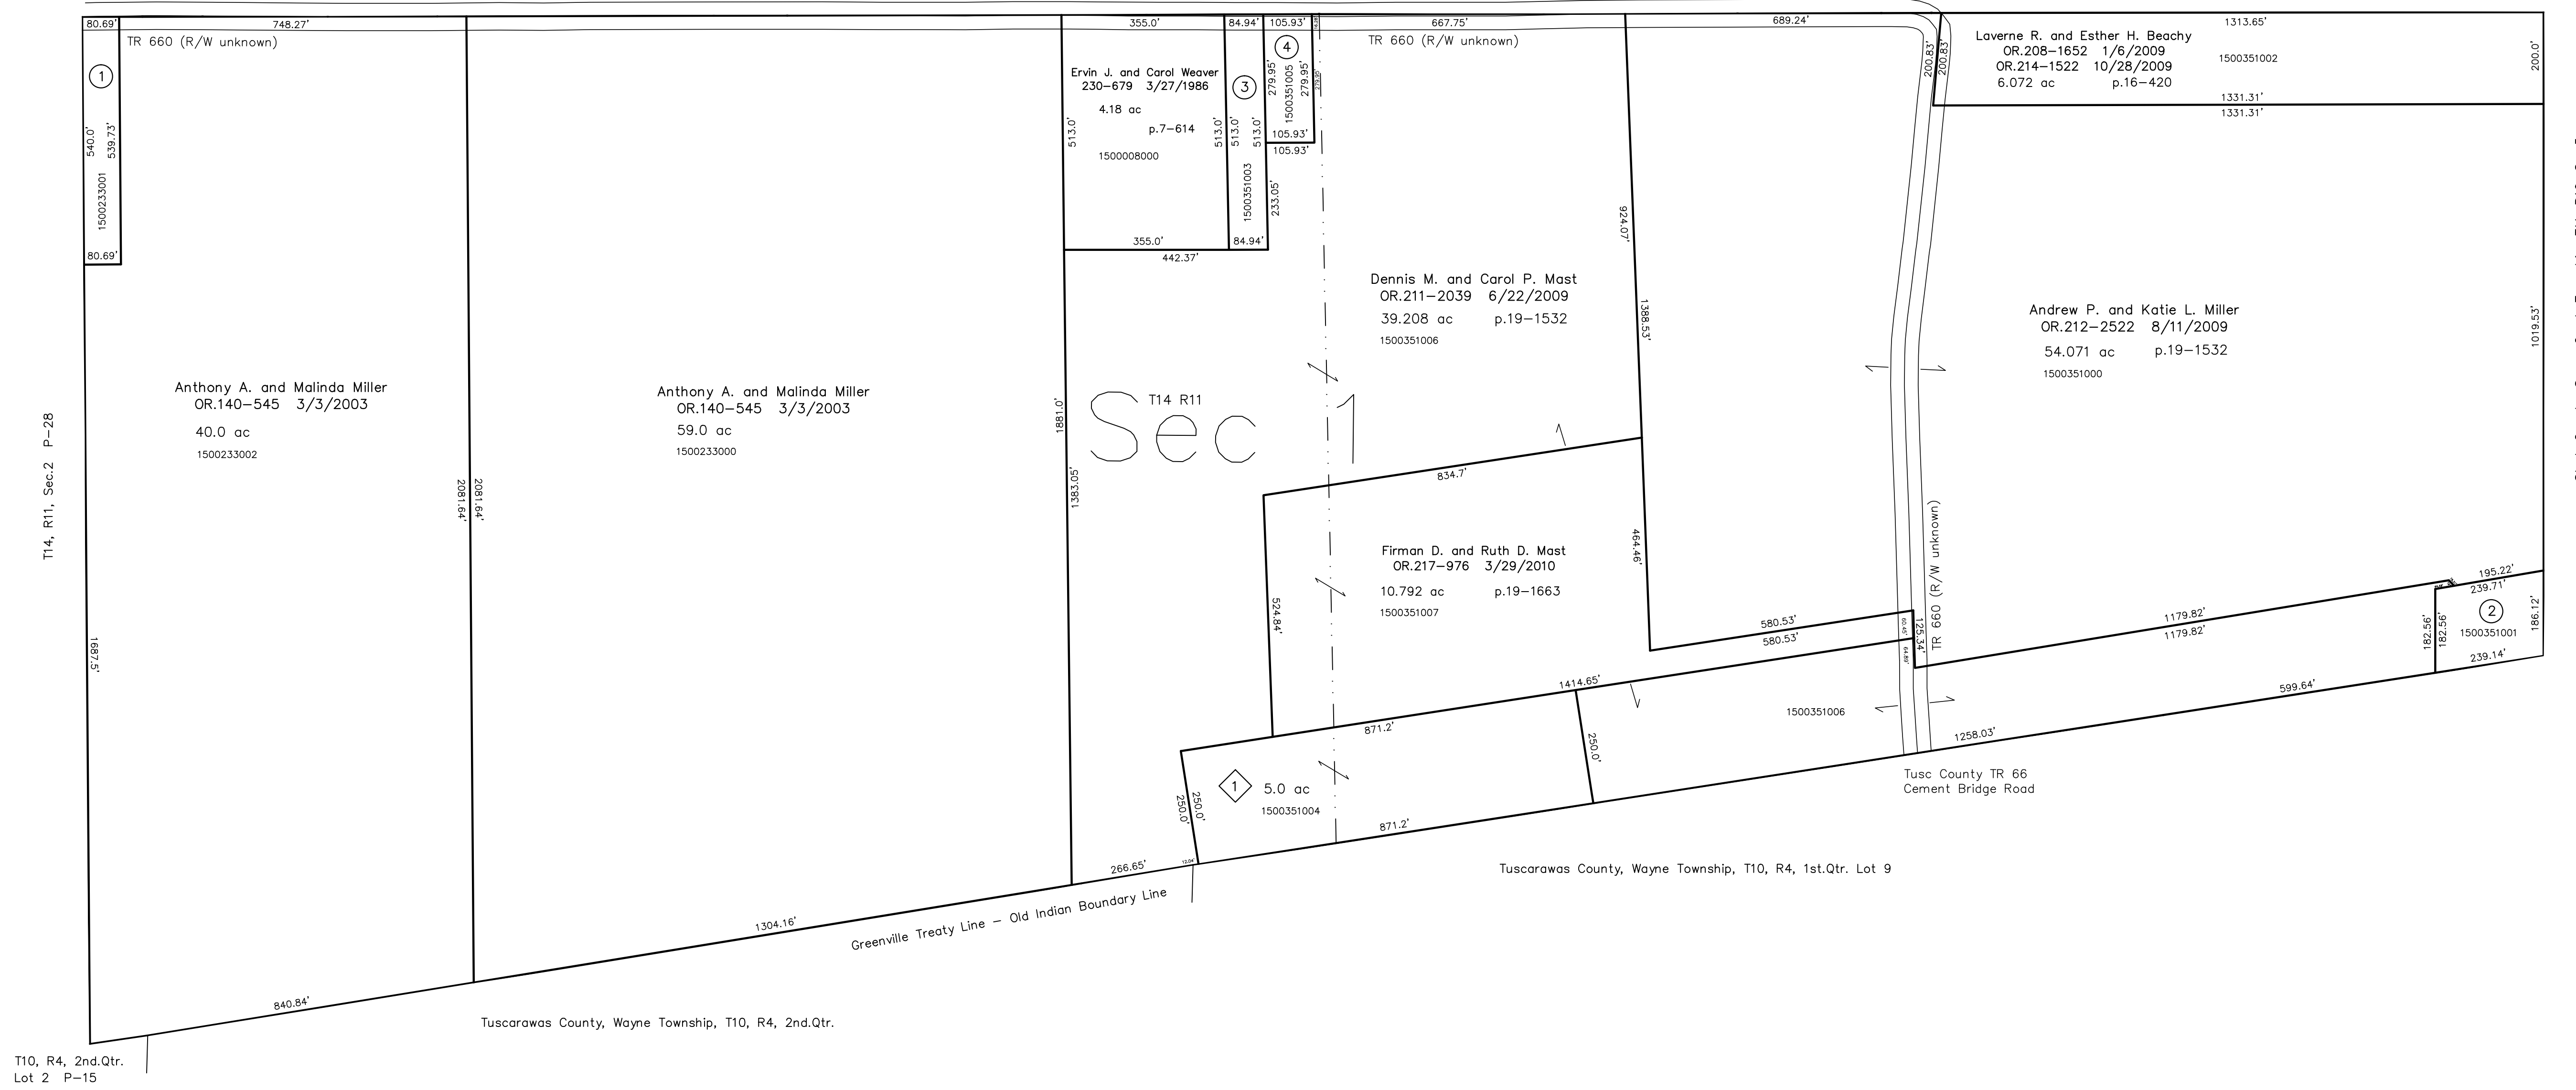 80.69'
748.27'
355.0'
84.94'
105.93'
667.75'
689.24'
1313.65'
TR 660 (R/W unknown)
TR 660 (R/W unknown)
1
540.0'
539.73'
1500233001
80.69'
Ervin J. and Carol Weaver
230-679 3/27/1986
4.18 ac
p.7-614
1500008000
513.0'
513.0'
355.0'
442.37'
3
513.0'
513.0'
1500351003
84.94'
4
279.95'
1500351005
279.95'
279.95'
105.93'
105.93'
233.05'
Laverne R. and Esther H. Beachy
OR.208-1652 1/6/2009
OR.214-1522 10/28/2009
6.072 ac p.16-420
1500351002
200.83'
200.83'
200.0'
1331.31'
1331.31'
924.07'
Dennis M. and Carol P. Mast
OR.211-2039 6/22/2009
39.208 ac p.19-1532
1500351006
1388.53'
Andrew P. and Katie L. Miller
OR.212-2522 8/11/2009
54.071 ac p.19-1532
1500351000
1019.53'
T14, R11, Sec.2 P-28
Anthony A. and Malinda Miller
OR.140-545 3/3/2003
40.0 ac
1500233002
Anthony A. and Malinda Miller
OR.140-545 3/3/2003
59.0 ac
1500233000
2081.64'
2081.64'
1881.0'
1383.05'
T14 R11
Sec 1
834.7'
464.46'
Firman D. and Ruth D. Mast
OR.217-976 3/29/2010
10.792 ac p.19-1663
1500351007
524.84'
1687.5'
580.53'
580.53'
60.45'
64.89'
125.34'
TR 660 (R/W unknown)
1179.82'
1179.82'
195.22'
239.71'
2
1500351001
182.56'
182.56'
186.12'
239.14'
599.64'
1414.65'
871.2'
250.0'
1500351006
1258.03'
1
5.0 ac
1500351004
250.0'
250.0'
871.2'
Tusc County TR 66
Cement Bridge Road
12.04'
266.65'
Tuscarawas County, Wayne Township, T10, R4, 1st.Qtr. Lot 9
Greenville Treaty Line - Old Indian Boundary Line
1304.16'
840.84'
Tuscarawas County, Wayne Township, T10, R4, 2nd.Qtr.
T10, R4, 2nd.Qtr.
Lot 2 P-15